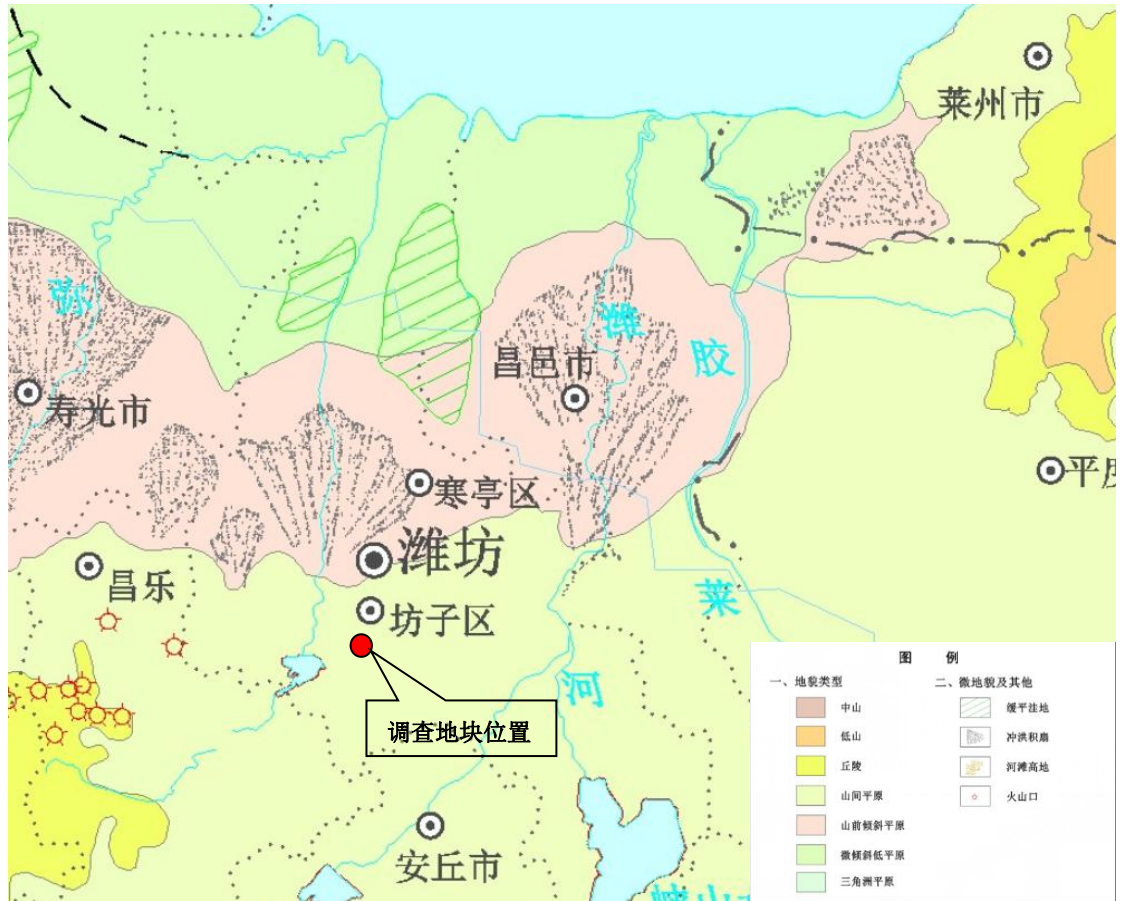 莱州市
弥
潍
昌邑市
胶
寿光市
平度
寒亭区
潍坊
昌乐
坊子区
莱
河
调查地块位置
安丘市
图 例
一、地貌类型
二、微地貌及其他
中山
缓平洼地
低山
冲洪积扇
丘陵
河滩高地
山间平原
火山口
山前倾斜平原
微倾斜低平原
三角洲平原